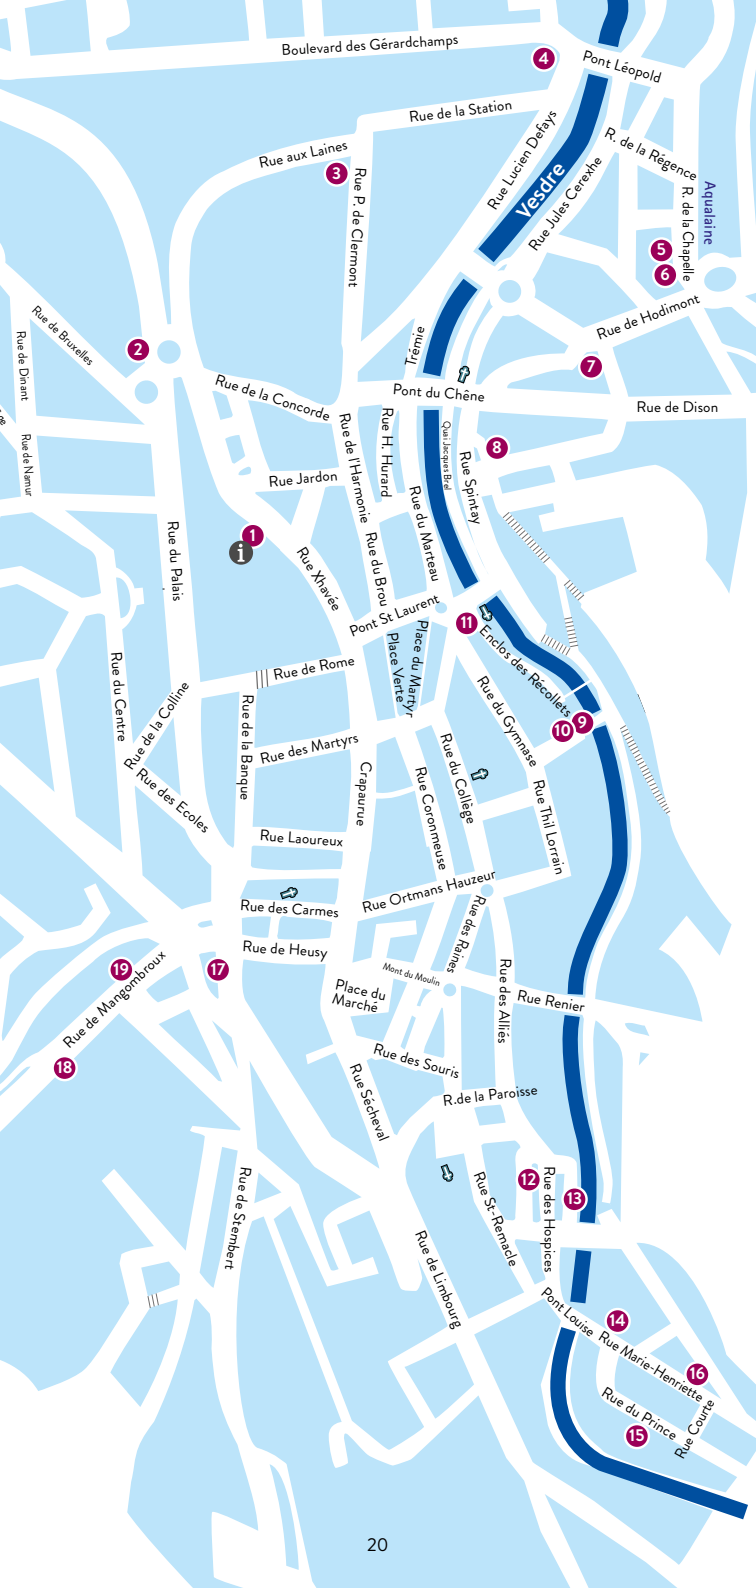 Boulevard des Gérardchamps
4
Pont Léopold
Rue de la Station
Rue Lucien Defays
R. de la Régence
Rue aux Laines
3
Rue P. de Clermont
Vesdre
Rue Jules Cerexhe
R. de la Chapelle
Aqualaine
5
6
Rue de Hodimont
Rue de Bruxelles
2
Rue de Dinant
Trémie
7
Rue de la Concorde
Pont du Chêne
Rue de Dison
Rue de Namur
Rue de l'Harmonie
Rue H. Hurard
Quai Jacques Brel
Rue Spintay
8
Rue Jardon
Rue du Marteau
1
i
Rue du Palais
Rue Xhavée
Rue du Brou
Pont St Laurent
11
Enclos des Récollets
Place du Martyr
Place Verte
Rue de Rome
Rue du Centre
Rue de la Colline
Rue de la Banque
Rue du Gymnase
10
9
Rue des Martyrs
Crapaurue
Rue du Collège
Rue Coronmeuse
Rue Thil Lorrain
Rue des Ecoles
Rue Laoureux
Rue Ortmans Hauzeur
Rue des Carmes
Rue des Raines
Rue de Heusy
19
17
Rue de Mangombroux
18
Mont du Moulin
Place du
Marché
Rue des Alliés
Rue Renier
Rue des Souris
Rue Sécheval
R.de la Paroisse
Rue de Stembert
Rue St-Remacle
12
Rue des Hospices
13
Rue de Limbourg
Pont Louise
14
Rue Marie-Henriette
16
Rue du Prince
15
Rue Courte
20